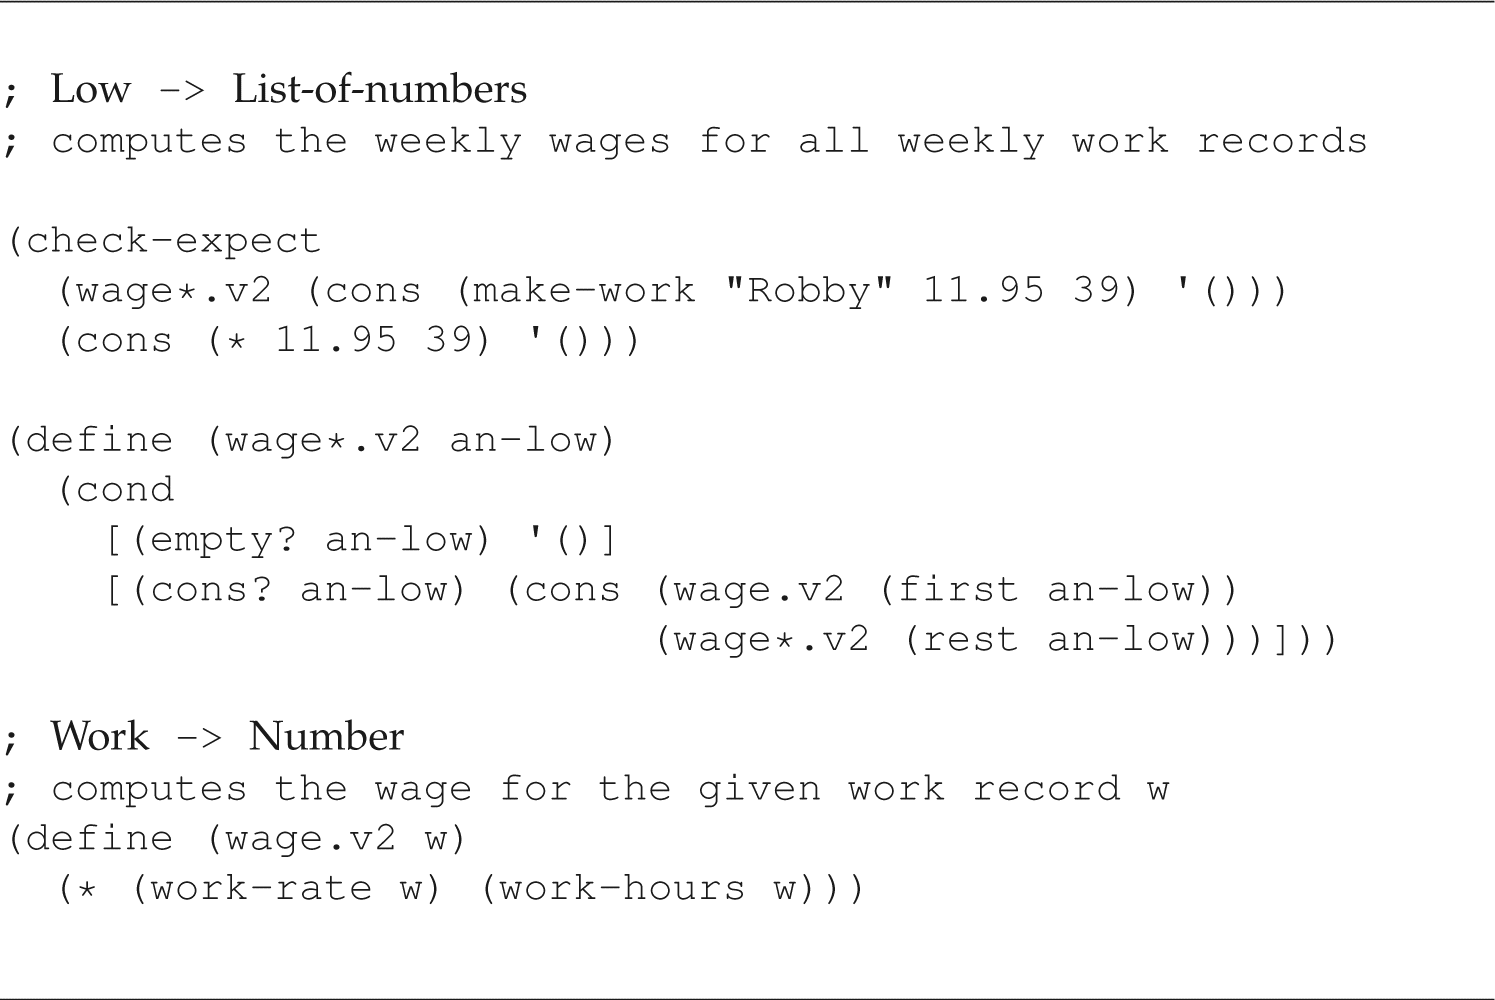 ; Low -> List-of-numbers
; computes the weekly wages for all weekly work records
(check-expect
(wage*.v2 (cons (make-work "Robby" 11.95 39) '()))
(cons (* 11.95 39) '()))
(define (wage*.v2 an-low)
(cond
[(empty? an-low) '()]
[(cons? an-low) (cons (wage.v2 (first an-low))
(wage*.v2 (rest an-low)))]))
; Work -> Number
; computes the wage for the given work record w
(define (wage.v2 w)
(* (work-rate w) (work-hours w)))